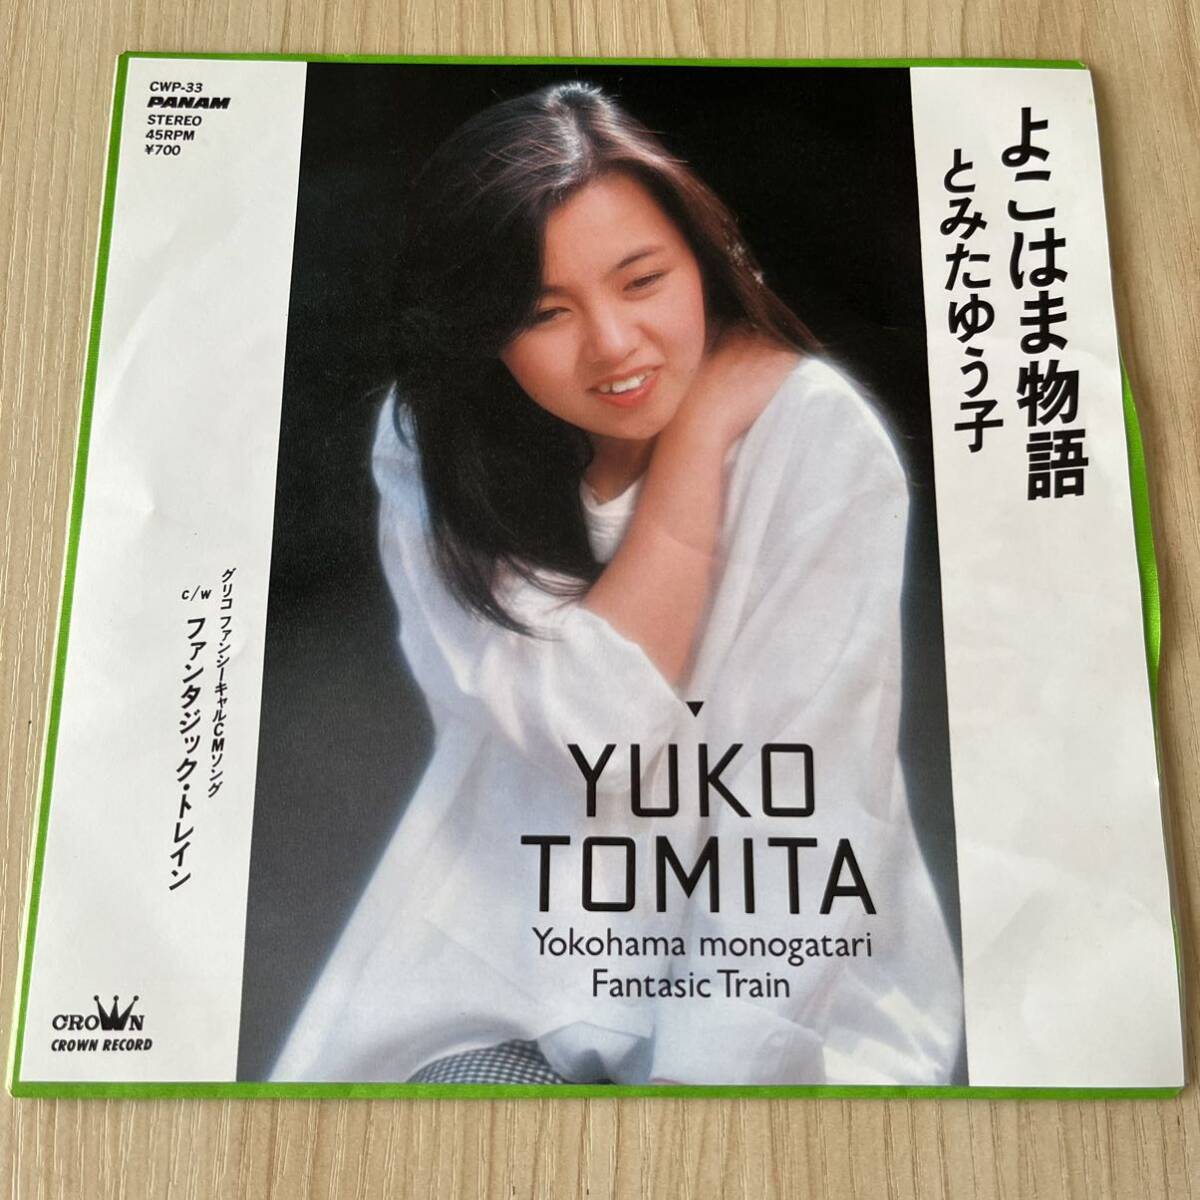 CWP-33
PANAM
STEREO
45RPM
¥700
よこはま物語
とみたゆう子
グリコ ファンシーキャルCMソング
c/w ファンタジック・トレイン
YUKO
TOMITA
Yokohama monogatari
Fantasic Train
CROWN
CROWN RECORD